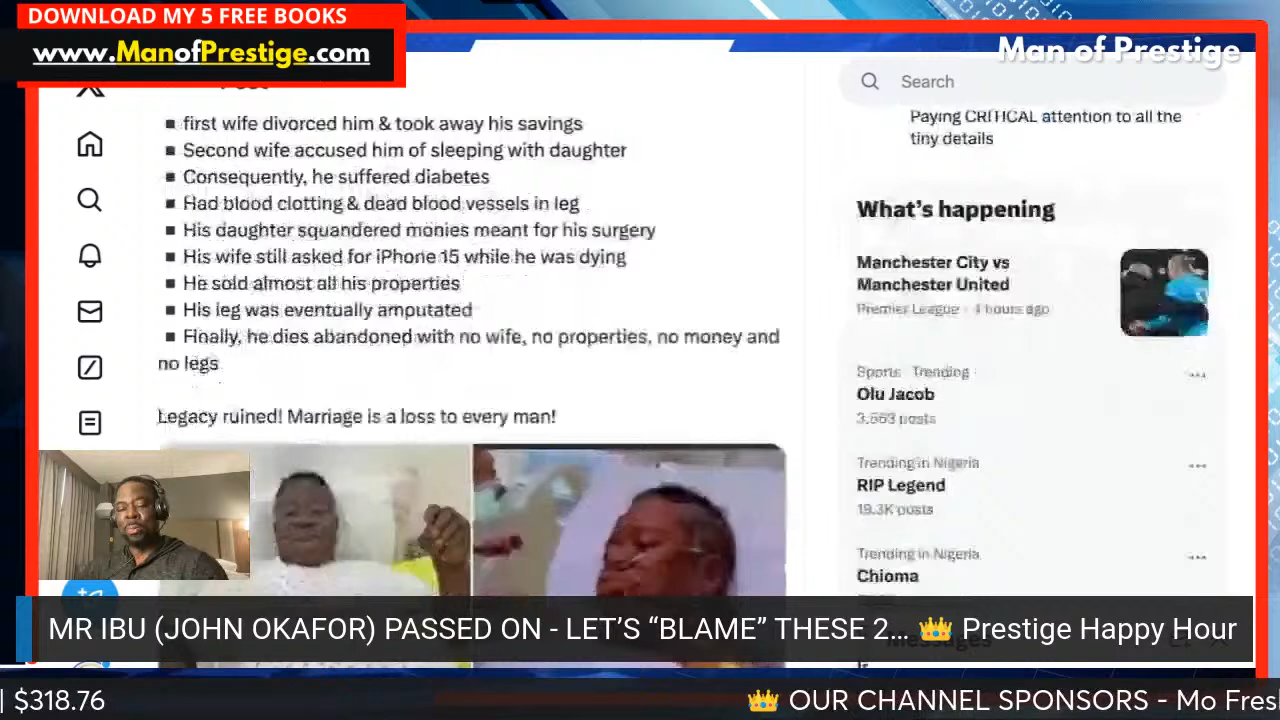 DOWNLOAD MY 5 FREE BOOKS
www.ManofPrestige.com
Man of Prestige
Search
Paying CRITICAL attention to all the
tiny details
■ first wife divorced him & took away his savings
■ Second wife accused him of sleeping with daughter
■ Consequently, he suffered diabetes
■ Had blood clotting & dead blood vessels in leg
■ His daughter squandered monies meant for his surgery
■ His wife still asked for iPhone 15 while he was dying
■ He sold almost all his properties
■ His leg was eventually amputated
■ Finally, he dies abandoned with no wife, no properties, no money and
no legs
Legacy ruined! Marriage is a loss to every man!
What's happening
Manchester City vs
Manchester United
Premier League · 4 hours ago
Sports · Trending
Olu Jacob
3,563 posts
Trending in Nigeria
RIP Legend
19.3K posts
Trending in Nigeria
Chioma
MR IBU (JOHN OKAFOR) PASSED ON - LET'S “BLAME” THESE 2... 👑 Prestige Happy Hour
| $318.76
👑 OUR CHANNEL SPONSORS - Mo Fres